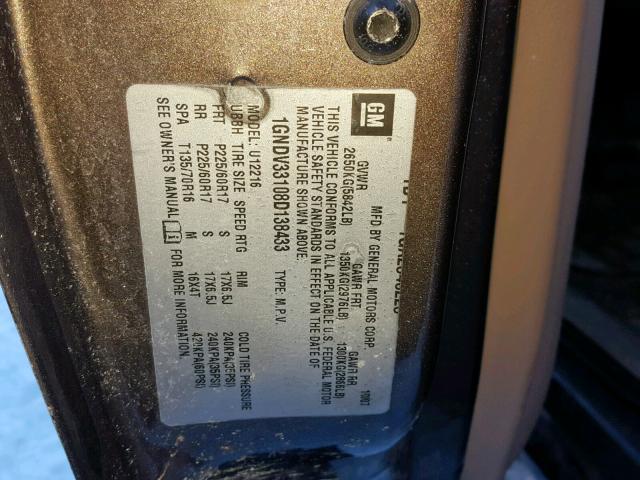 GM
MFD BY GENERAL MOTORS CORP 10/07
GVWR GAWR FRT GAWR RR
2650KG(5842LB) 1350KG(2976LB) 1300KG(2866LB)
THIS VEHICLE CONFORMS TO ALL APPLICABLE U.S. FEDERAL MOTOR
VEHICLE SAFETY STANDARDS IN EFFECT ON THE DATE OF
MANUFACTURE SHOWN ABOVE.
1GNDV33108D138433 TYPE: M.P.V.
MODEL: U12216
UBBH TIRE SIZE SPEED RTG RIM COLD TIRE PRESSURE
FRT P225/60R17 S 17X6.5J 240KPA(35PSI)
RR P225/60R17 S 17X6.5J 240KPA(35PSI)
SPA T135/70R16 M 16X4T 420KPA(60PSI)
SEE OWNER'S MANUAL FOR MORE INFORMATION.